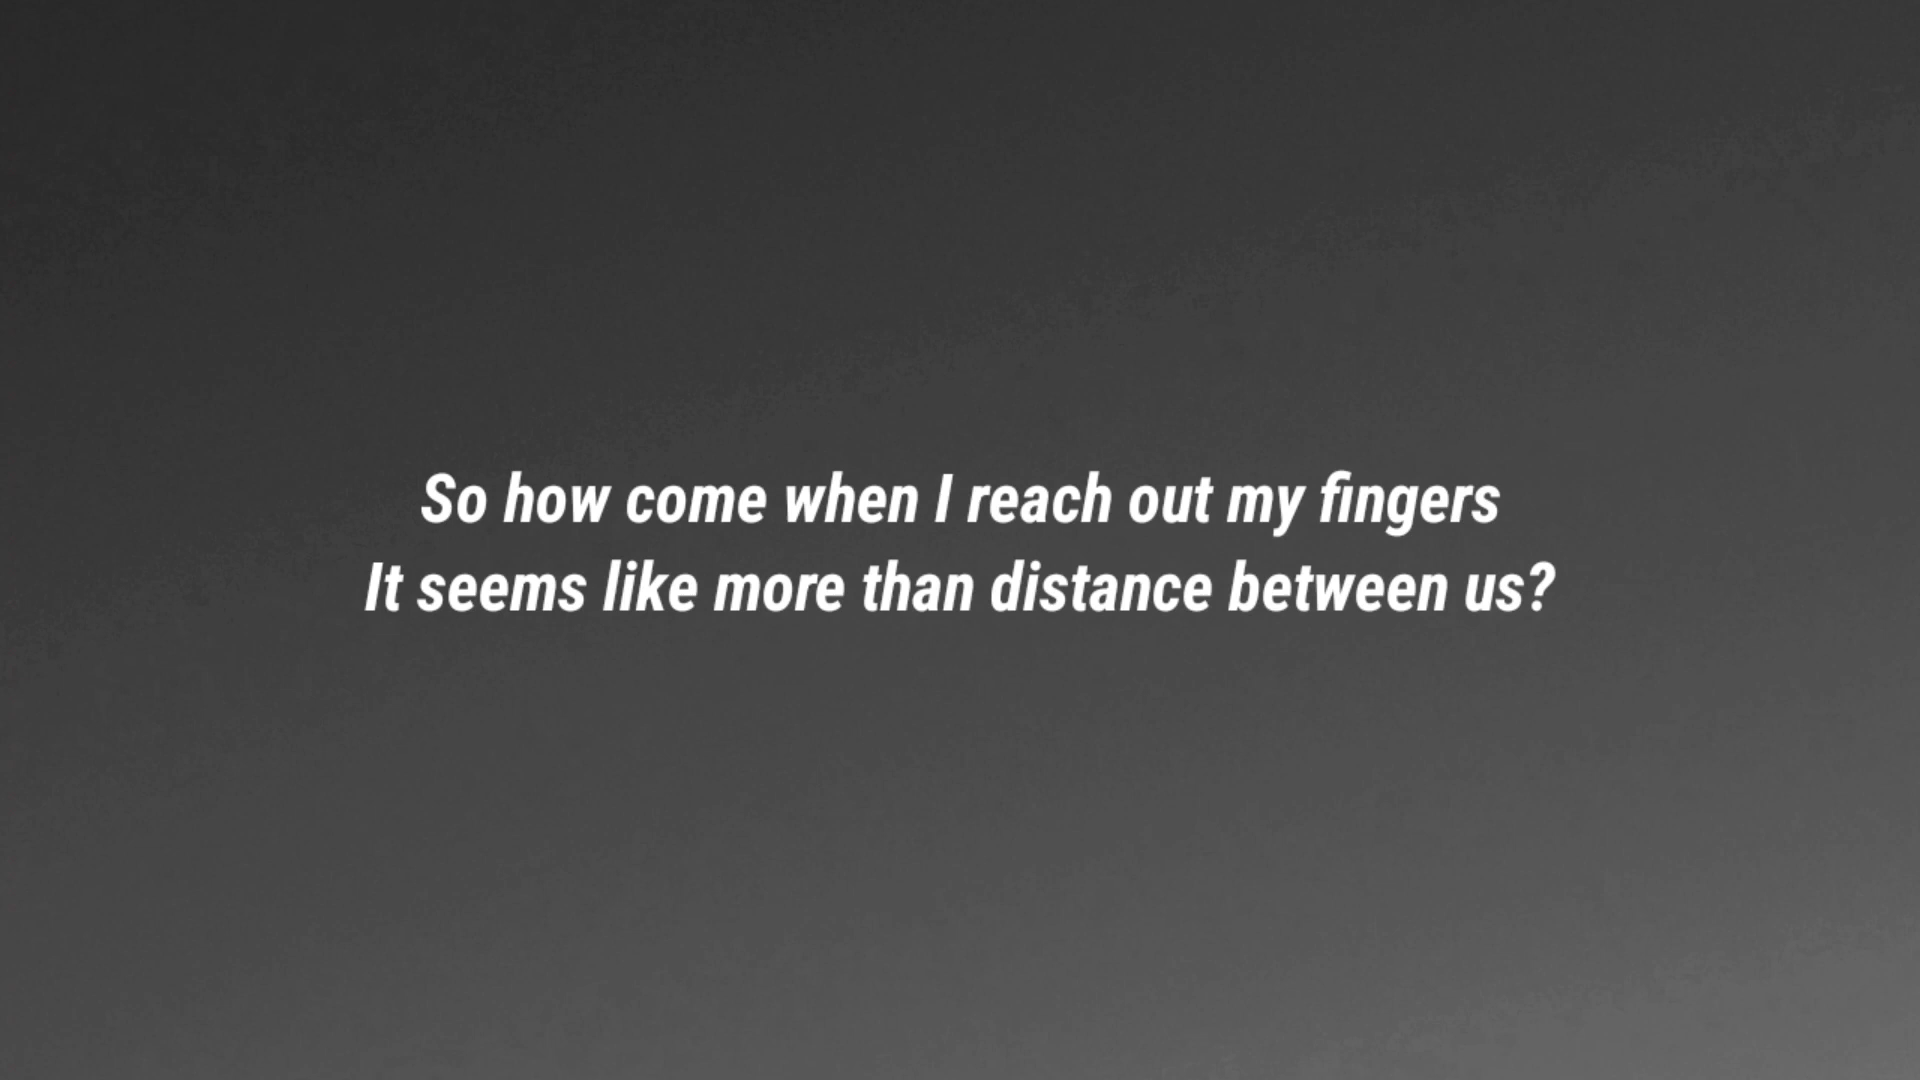 So how come when I reach out my fingers
It seems like more than distance between us?